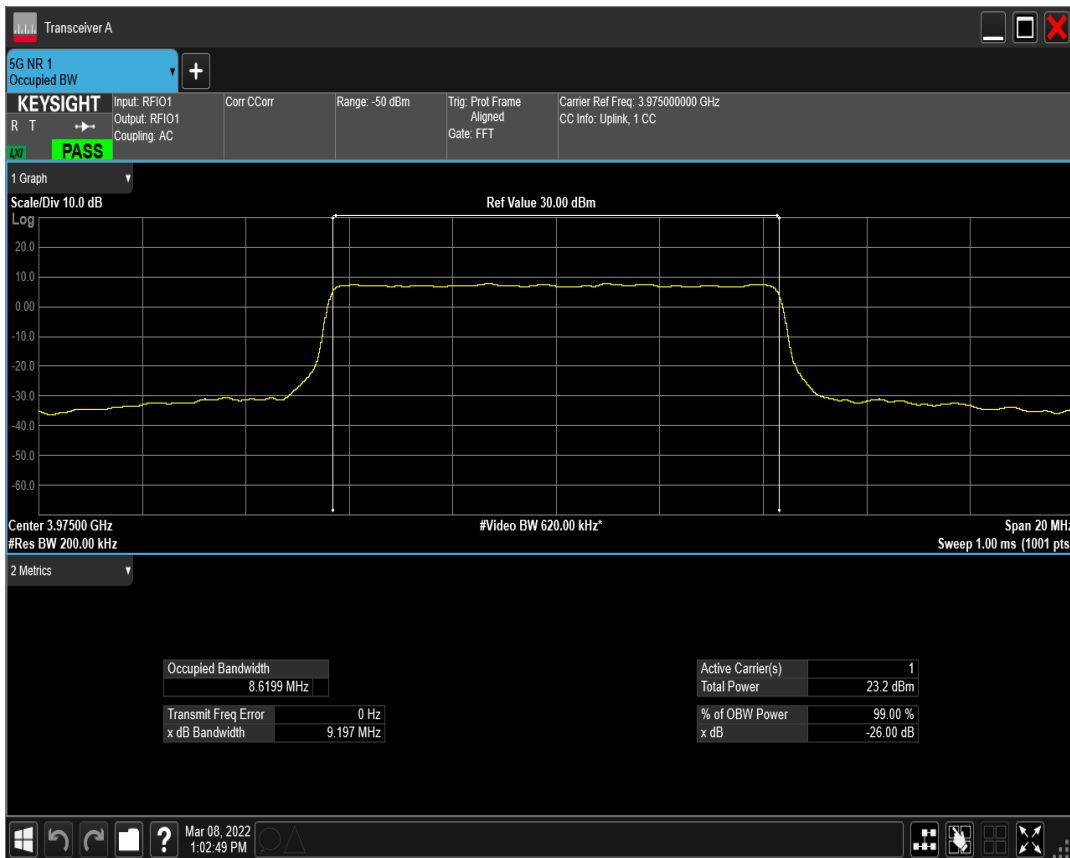 Transceiver A
5G NR 1
Occupied BW
+
KEYSIGHT
R T
LXI
PASS
Input: RFIO1
Output: RFIO1
Coupling: AC
Corr CCorr
Range: -50 dBm
Trig: Prot Frame
Aligned
Gate: FFT
Carrier Ref Freq: 3.975000000 GHz
CC Info: Uplink, 1 CC
1 Graph
Scale/Div 10.0 dB
Ref Value 30.00 dBm
Log
20.0
10.0
0.00
-10.0
-20.0
-30.0
-40.0
-50.0
-60.0
Center 3.97500 GHz
#Video BW 620.00 kHz*
Span 20 MHz
#Res BW 200.00 kHz
Sweep 1.00 ms (1001 pts
2 Metrics
Occupied Bandwidth
8.6199 MHz
Transmit Freq Error 0 Hz
x dB Bandwidth 9.197 MHz
Active Carrier(s) 1
Total Power 23.2 dBm
% of OBW Power 99.00 %
x dB -26.00 dB
?
Mar 08, 2022
1:02:49 PM